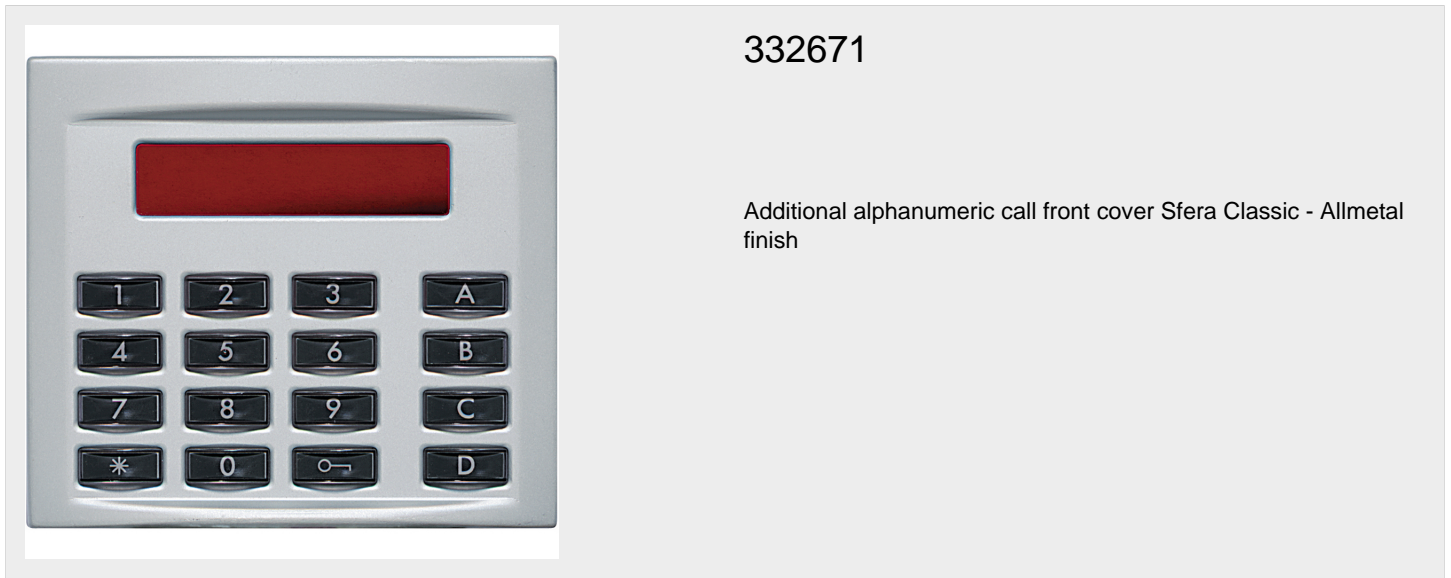 332671
Additional alphanumeric call front cover Sfera Classic - Allmetal
finish
1 2 3 A
4 5 6 B
7 8 9 C
* 0 D